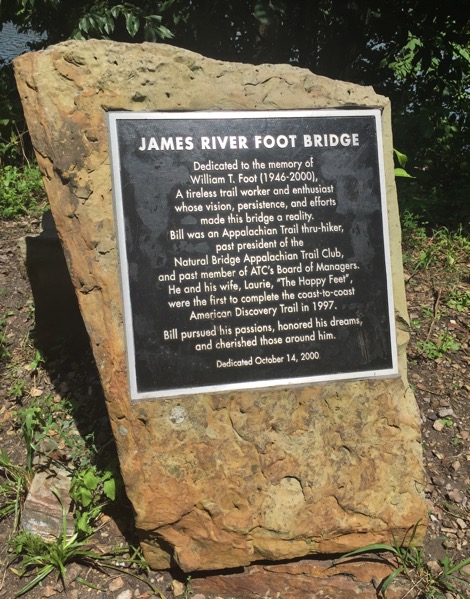 JAMES RIVER FOOT BRIDGE
Dedicated to the memory of
William T. Foot (1946-2000),
A tireless trail worker and enthusiast
whose vision, persistence, and efforts
made this bridge a reality.
Bill was an Appalachian Trail thru-hiker,
past president of the
Natural Bridge Appalachian Trail Club,
and past member of ATC's Board of Managers.
He and his wife, Laurie, "The Happy Feet",
were the first to complete the coast-to-coast
American Discovery Trail in 1997.
Bill pursued his passions, honored his dreams,
and cherished those around him.
Dedicated October 14, 2000